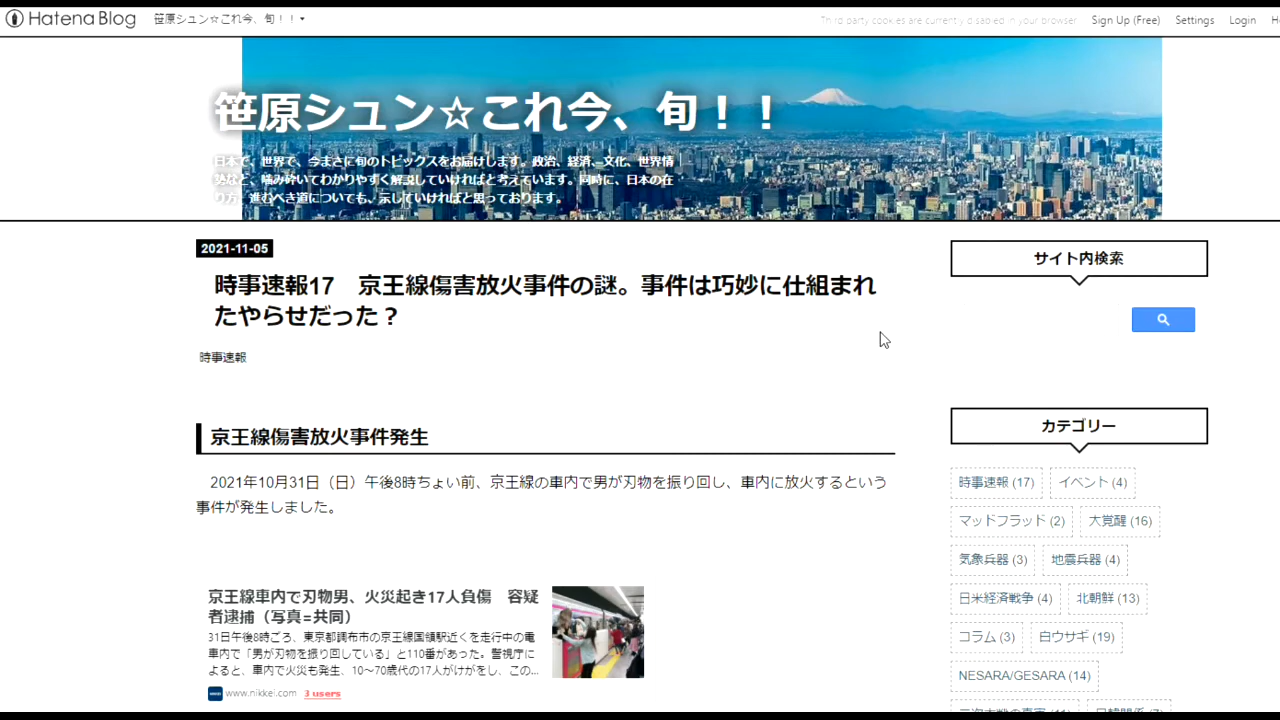 Hatena Blog 笹原シュン☆これ今、旬！！
Third party cookies are currently disabled in your browser Sign Up (Free) Settings Login
笹原シュン☆これ今、旬！！
日本で、世界で、今まさに旬のトピックスをお届けします。政治、経済、文化、世界情
勢など、噛み砕いてわかりやすく解説していければと考えています。同時に、日本の在
り方、進むべき道についても、示していければと思っております。
2021-11-05
時事速報17　京王線傷害放火事件の謎。事件は巧妙に仕組まれ
たやらせだった？
時事速報
京王線傷害放火事件発生
2021年10月31日（日）午後8時ちょい前、京王線の車内で男が刃物を振り回し、車内に放火するという
事件が発生しました。
京王線車内で刃物男、火災起き17人負傷　容疑
者逮捕（写真=共同）
31日午後8時ごろ、東京都調布市の京王線国領駅近くを走行中の電
車内で「男が刃物を振り回している」と110番があった。警視庁に
よると、車内で火災も発生、10〜70歳代の17人がけがをし、この...
www.nikkei.com 3 users
サイト内検索
カテゴリー
時事速報 (17) イベント (4)
マッドフラッド (2) 大覚醒 (16)
気象兵器 (3) 地震兵器 (4)
日米経済戦争 (4) 北朝鮮 (13)
コラム (3) 白ウサギ (19)
NESARA/GESARA (14)